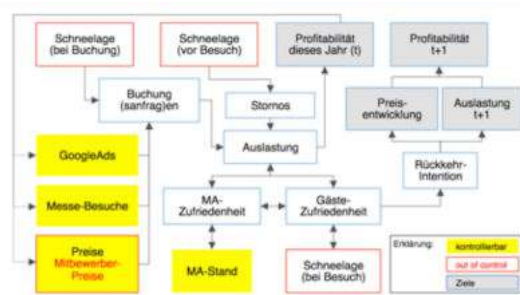 Schneelage
(bei Buchung)
Schneelage
(vor Besuch)
Profitabilität
dieses Jahr (t)
Profitabilität
t+1
Buchung
(sanfrag)en
Stornos
Preis-
entwicklung
Auslastung
t+1
GoogleAds
Auslastung
Rückkehr-
Intention
Messe-Besuche
MA-
Zufriedenheit
Gäste-
Zufriedenheit
Preise
Mitbewerber-
Preise
MA-Stand
Schneelage
(bei Besuch)
Erklärung:
kontrollierbar
out of control
Ziele